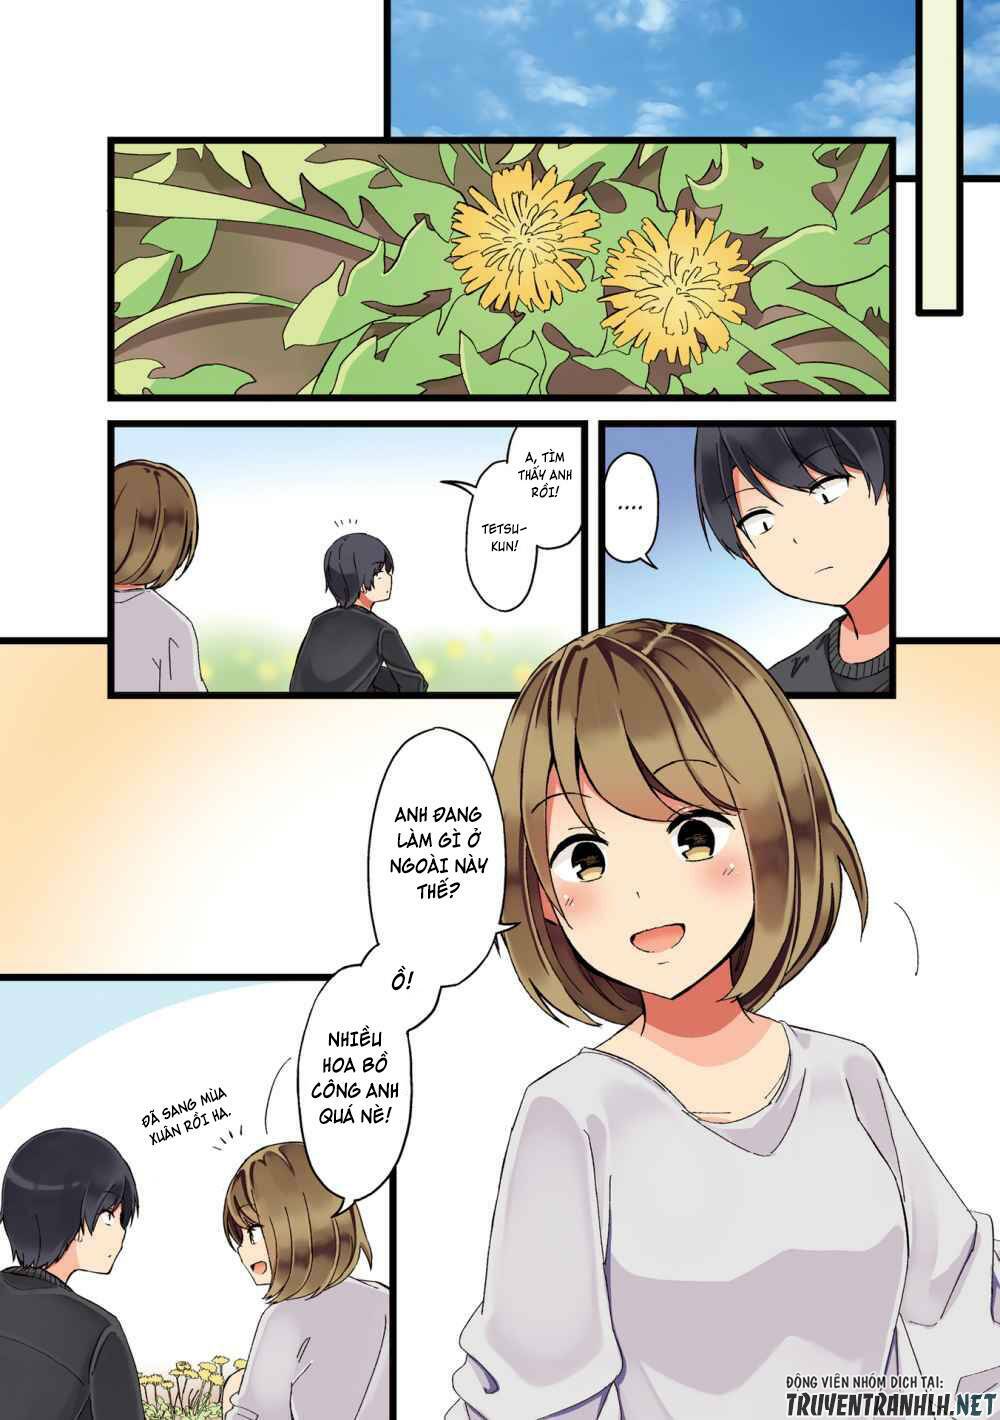 ....
A, TÌM
THẤY ANH
RỒI!
TETSU-
KUN!
ANH ĐANG
LÀM GÌ Ở
NGOÀI NÀY
THẾ?
Ồ!
NHIỀU
HOA BỒ
CÔNG ANH
QUÁ NÈ!
ĐÃ SANG MÙA
XUÂN RỒI HA.
ĐỘNG VIÊN NHÓM DỊCH TẠI:
TRUYENTRANHLH.NET